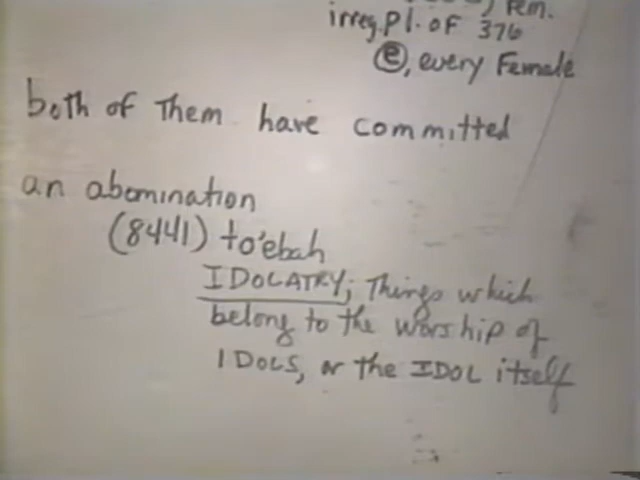 ) Fem.
irreg. pl. of 376
ⓔ, every Female
both of Them have committed
an abomination
(8441) to'ebah
IDOLATRY; Things which
belong to the worship of
IDOLS, or the IDOL itself